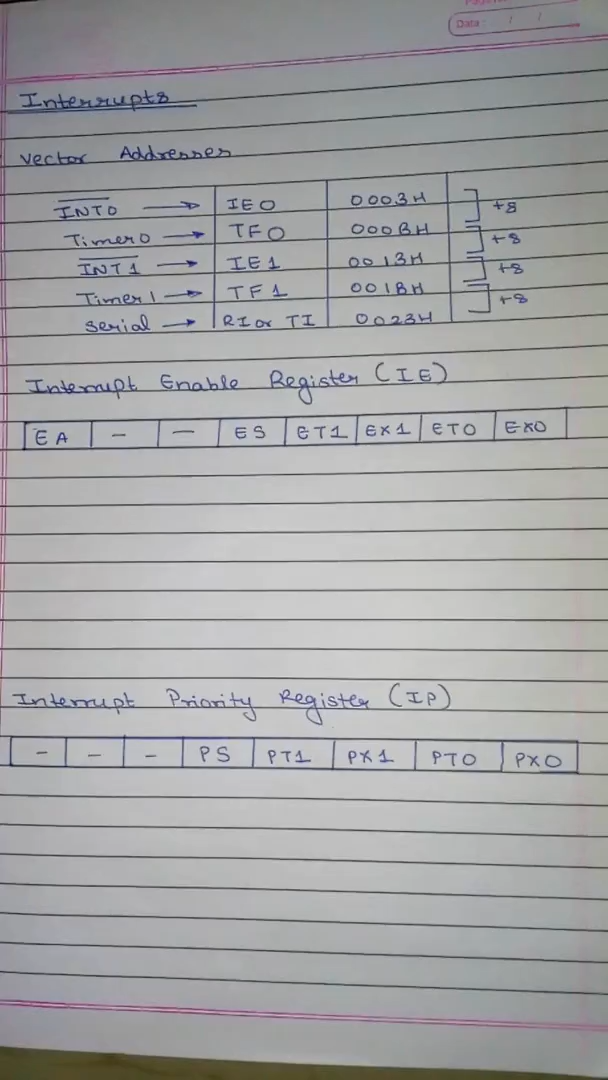 Data : / /
Interrupts
Vector Addresses
INT0 → IE0 0003H +8
Timer0 → TF0 000BH +8
INT1 → IE1 0013H +8
Timer1 → TF1 001BH +8
serial → RI or TI 0023H
Interrupt Enable Register (IE)
EA - - ES ET1 EX1 ET0 EX0
Interrupt Priority Register (IP)
- - - PS PT1 PX1 PT0 PX0